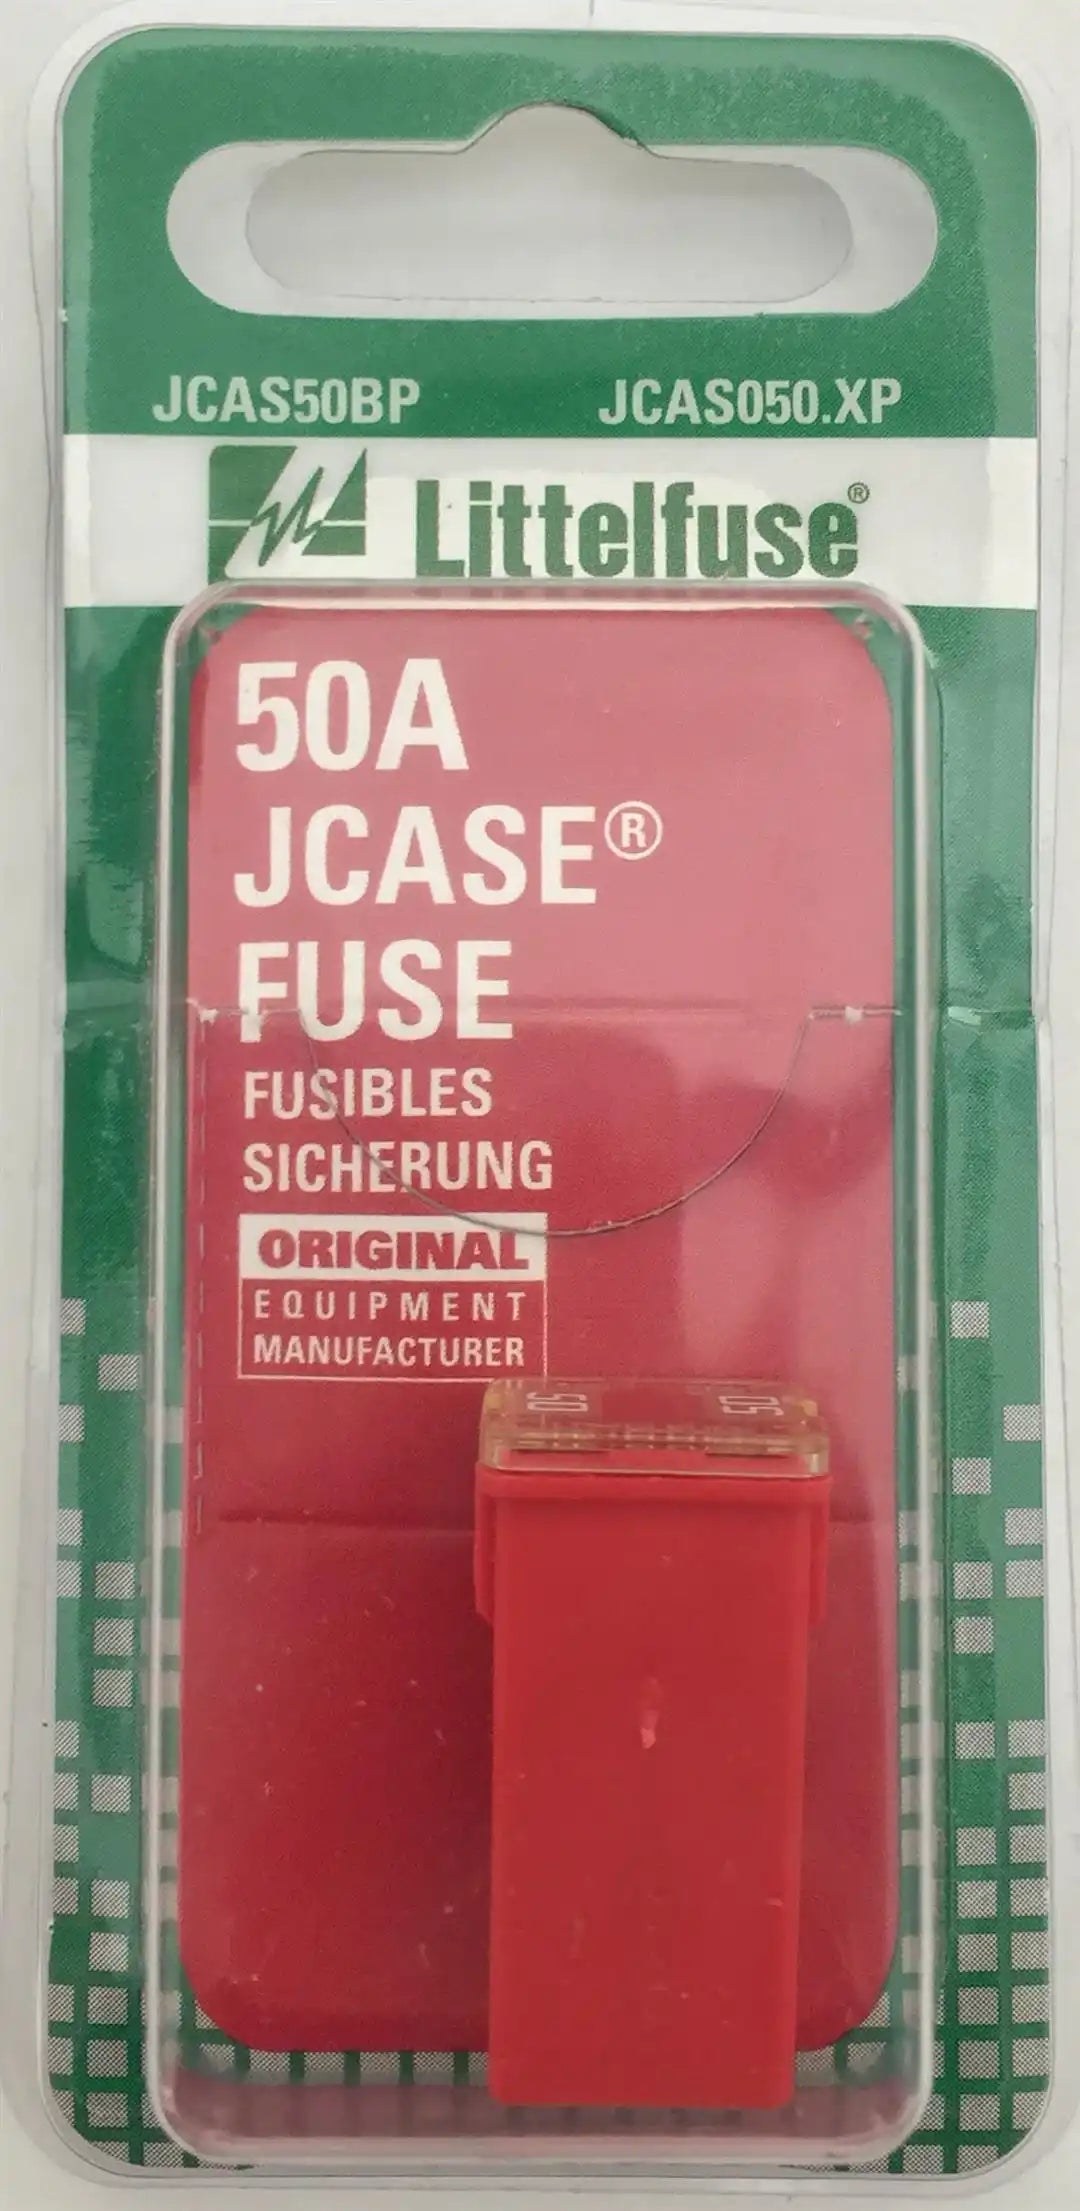 JCAS50BP JCAS050.XP
Littelfuse®
50A
JCASE®
FUSE
FUSIBLES
SICHERUNG
ORIGINAL
EQUIPMENT
MANUFACTURER
50 50